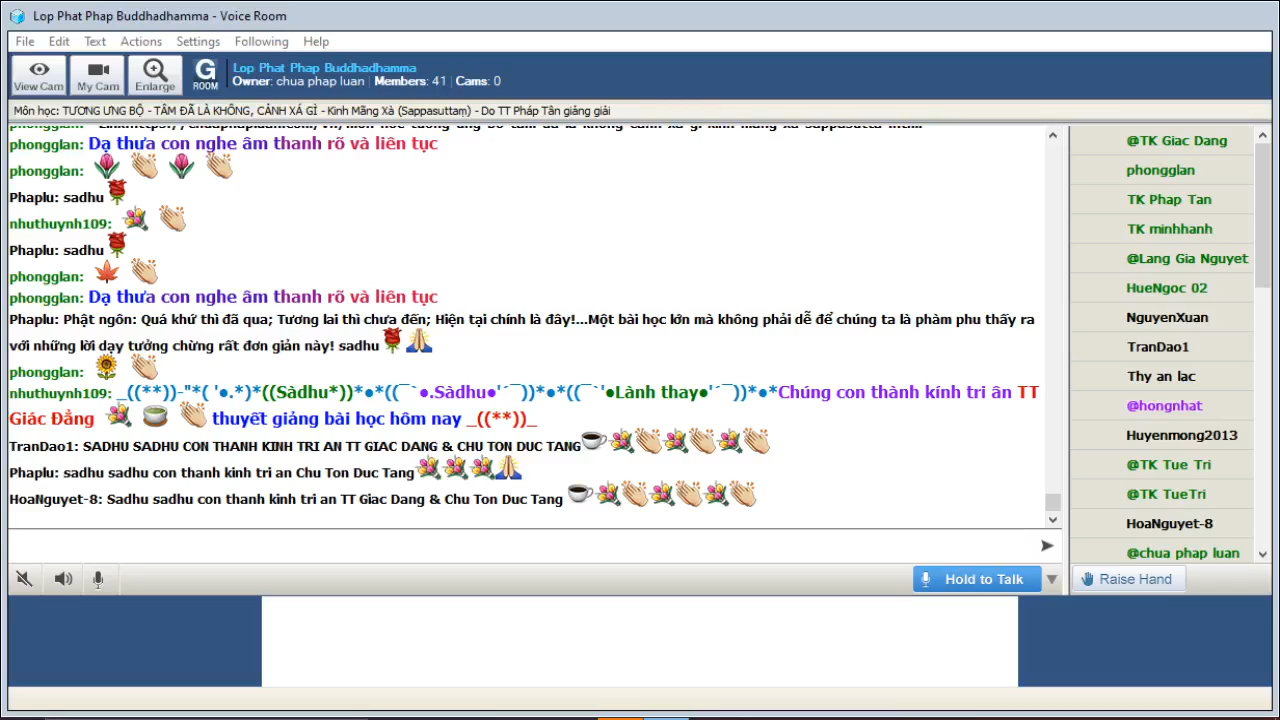 Lop Phat Phap Buddhadhamma - Voice Room
File Edit Text Actions Settings Following Help
View Cam My Cam Enlarge G ROOM
Lop Phat Phap Buddhadhamma
Owner: chua phap luan | Members: 41 | Cams: 0
Môn học: TƯƠNG ƯNG BỘ - TÂM ĐÃ LÀ KHÔNG, CẢNH XÁ GÌ - Kinh Mãng Xà (Sappasuttaṃ) - Do TT Pháp Tân giảng giải
phongglan:
phongglan: Dạ thưa con nghe âm thanh rõ và liên tục
phongglan:
Phaplu: sadhu
nhuthuynh109:
Phaplu: sadhu
phongglan:
phongglan: Dạ thưa con nghe âm thanh rõ và liên tục
Phaplu: Phật ngôn: Quá khứ thì đã qua; Tương lai thì chưa đến; Hiện tại chính là đây!...Một bài học lớn mà không phải dễ để chúng ta là phàm phu thấy ra
với những lời dạy tưởng chừng rất đơn giản này! sadhu
phongglan:
nhuthuynh109: _((**))-"*( '●.*)*((Sàdhu*))*●*((¯`●.Sàdhu●'´¯))*●*((¯`'●Lành thay●'´¯))*●*Chúng con thành kính tri ân TT
Giác Đẳng thuyết giảng bài học hôm nay _((**))_
TranDao1: SADHU SADHU CON THANH KINH TRI AN TT GIAC DANG & CHU TON DUC TANG
Phaplu: sadhu sadhu con thanh kinh tri an Chu Ton Duc Tang
HoaNguyet-8: Sadhu sadhu con thanh kinh tri an TT Giac Dang & Chu Ton Duc Tang
@TK Giac Dang
phongglan
TK Phap Tan
TK minhhanh
@Lang Gia Nguyet
HueNgoc 02
NguyenXuan
TranDao1
Thy an lac
@hongnhat
Huyenmong2013
@TK Tue Tri
@TK TueTri
HoaNguyet-8
@chua phap luan
Hold to Talk
Raise Hand